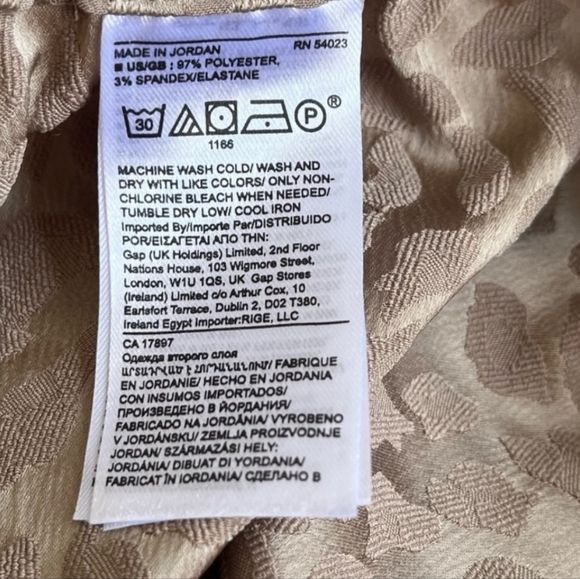 MADE IN JORDAN RN 54023
■ US/GB : 97% POLYESTER,
3% SPANDEX/ELASTANE
30 P ®
1166
MACHINE WASH COLD/ WASH AND
DRY WITH LIKE COLORS/ ONLY NON-
CHLORINE BLEACH WHEN NEEDED/
TUMBLE DRY LOW/ COOL IRON
Imported By/Importe Par/DISTRIBUIDO
POR/ΕΙΣΑΓΕΤΑΙ ΑΠΟ ΤΗΝ:
Gap (UK Holdings) Limited, 2nd Floor
Nations House, 103 Wigmore Street,
London, W1U 1QS, UK Gap Stores
(Ireland) Limited c/o Arthur Cox, 10
Earlsfort Terrace, Dublin 2, D02 T380,
Ireland Egypt Importer:RIGE, LLC
CA 17897
Одежда второго слоя
ԱՐՏԱԴՐՎԱԾ Է ՀՈՐԴԱՆԱՆՈՒՄ/ FABRIQUE
EN JORDANIE/ HECHO EN JORDANIA
CON INSUMOS IMPORTADOS/
ПРОИЗВЕДЕНО В ЙОРДАНИЯ/
FABRICADO NA JORDÂNIA/ VYROBENO
V JORDÁNSKU/ ZEMLJA PROIZVODNJE
JORDAN/ SZÁRMAZÁSI HELY:
JORDÁNIA/ DIBUAT DI YORDANIA/
FABRICAT ÎN IORDANIA/ СДЕЛАНО В